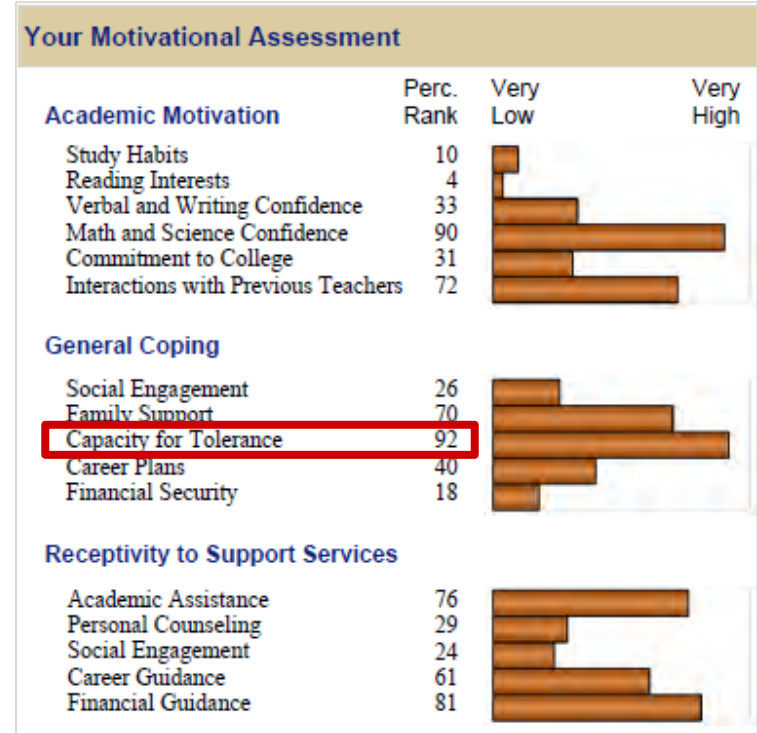 Your Motivational Assessment
Perc. Very Very
Academic Motivation Rank Low High
Study Habits 10
Reading Interests 4
Verbal and Writing Confidence 33
Math and Science Confidence 90
Commitment to College 31
Interactions with Previous Teachers 72
General Coping
Social Engagement 26
Family Support 70
Capacity for Tolerance 92
Career Plans 40
Financial Security 18
Receptivity to Support Services
Academic Assistance 76
Personal Counseling 29
Social Engagement 24
Career Guidance 61
Financial Guidance 81